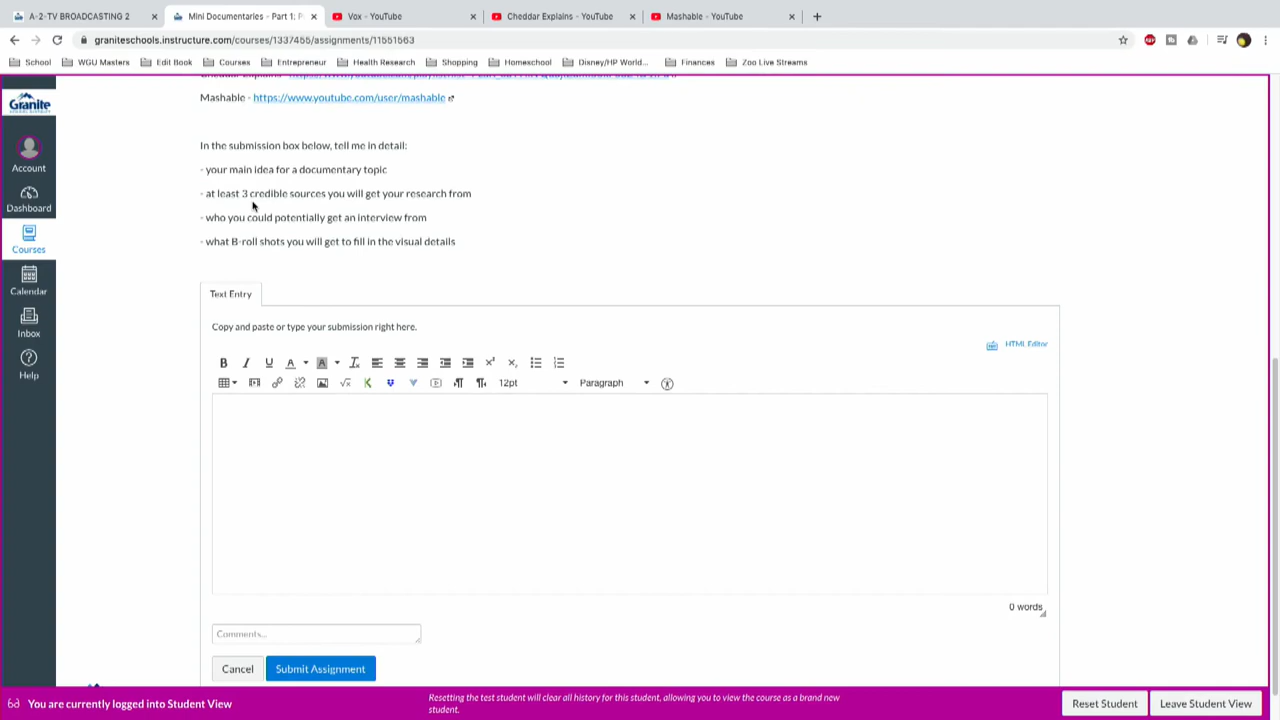 A-2-TV BROADCASTING 2
Mini Documentaries - Part 1: P
Vox - YouTube
Cheddar Explains - YouTube
Mashable - YouTube
graniteschools.instructure.com/courses/1337455/assignments/11551563
School
WGU Masters
Edit Book
Courses
Entrepreneur
Health Research
Shopping
Homeschool
Disney/HP World...
Finances
Zoo Live Streams
Granite
Account
Dashboard
Courses
Calendar
Inbox
Help
Mashable - https://www.youtube.com/user/mashable
In the submission box below, tell me in detail:
- your main idea for a documentary topic
- at least 3 credible sources you will get your research from
- who you could potentially get an interview from
- what B-roll shots you will get to fill in the visual details
Text Entry
Copy and paste or type your submission right here.
HTML Editor
12pt
Paragraph
0 words
Comments...
Cancel
Submit Assignment
You are currently logged into Student View
Resetting the test student will clear all history for this student, allowing you to view the course as a brand new
student.
Reset Student
Leave Student View